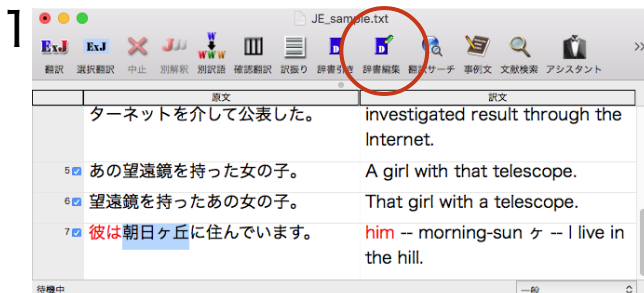 1
JE_sample.txt
ExJ ExJ W WWW D D
翻訳 選択翻訳 中止 別解釈 別訳語 確認翻訳 訳振り 辞書引き 辞書編集 翻訳サーチ 事例文 文献検索 アシスタント
原文 訳文
ターネットを介して公表した。 investigated result through the
Internet.
5 あの望遠鏡を持った女の子。 A girl with that telescope.
6 望遠鏡を持ったあの女の子。 That girl with a telescope.
7 彼は朝日ヶ丘に住んでいます。 him -- morning-sun ヶ -- I live in
the hill.
待機中 一般